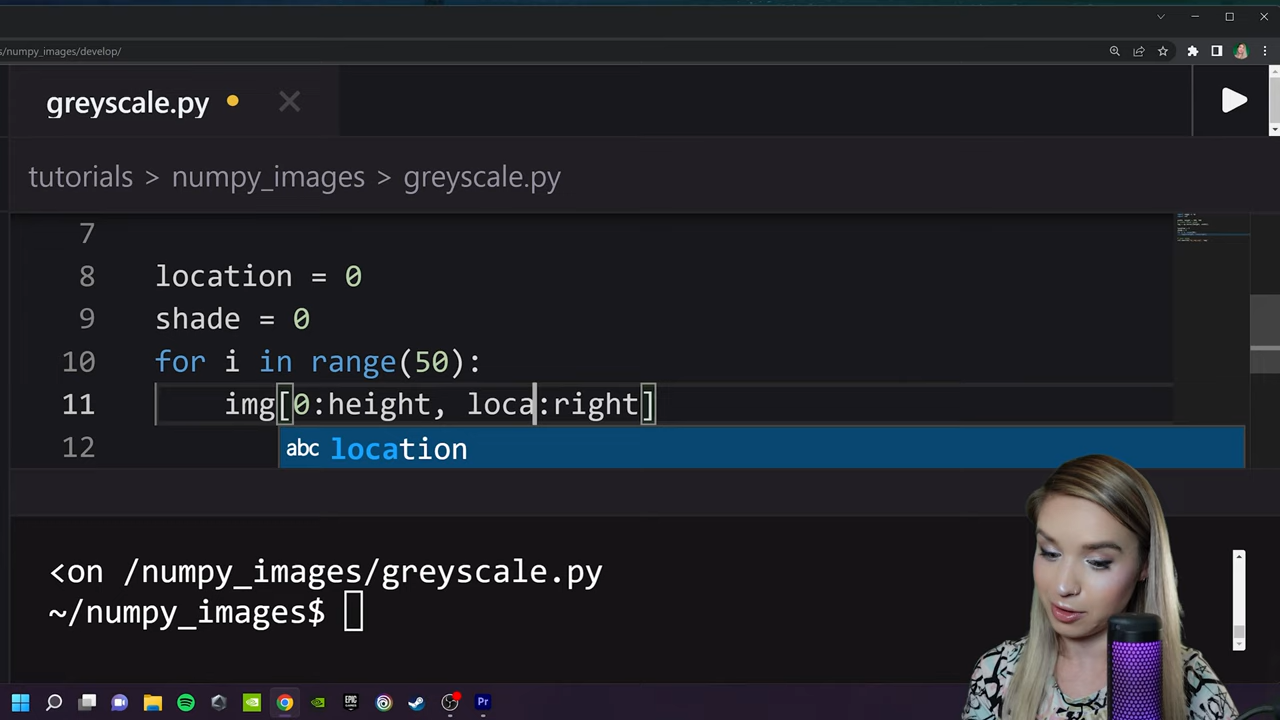 s/numpy_images/develop/
greyscale.py
tutorials > numpy_images > greyscale.py
7
8 location = 0
9 shade = 0
10 for i in range(50):
11 img[0:height, loca:right]
12 abc location
<on /numpy_images/greyscale.py
~/numpy_images$
EPIC
Pr